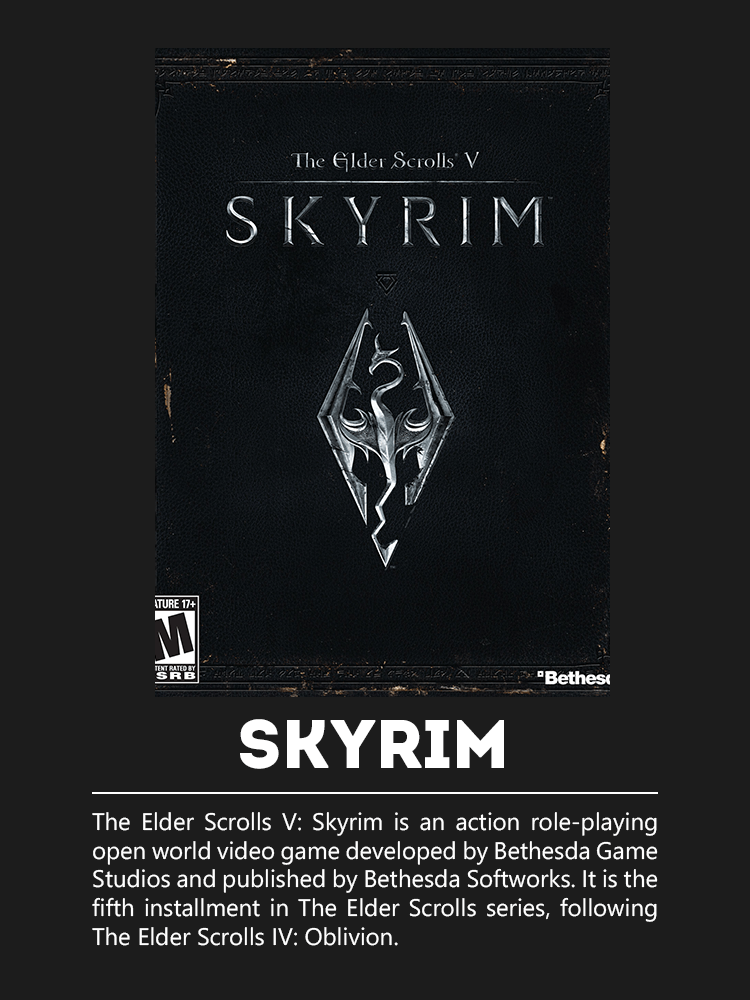 The Elder Scrolls® V
SKYRIM
ATURE 17+
M
TENT RATED BY
SRB
Bethesd
SKYRIM
The Elder Scrolls V: Skyrim is an action role-playing
open world video game developed by Bethesda Game
Studios and published by Bethesda Softworks. It is the
fifth installment in The Elder Scrolls series, following
The Elder Scrolls IV: Oblivion.